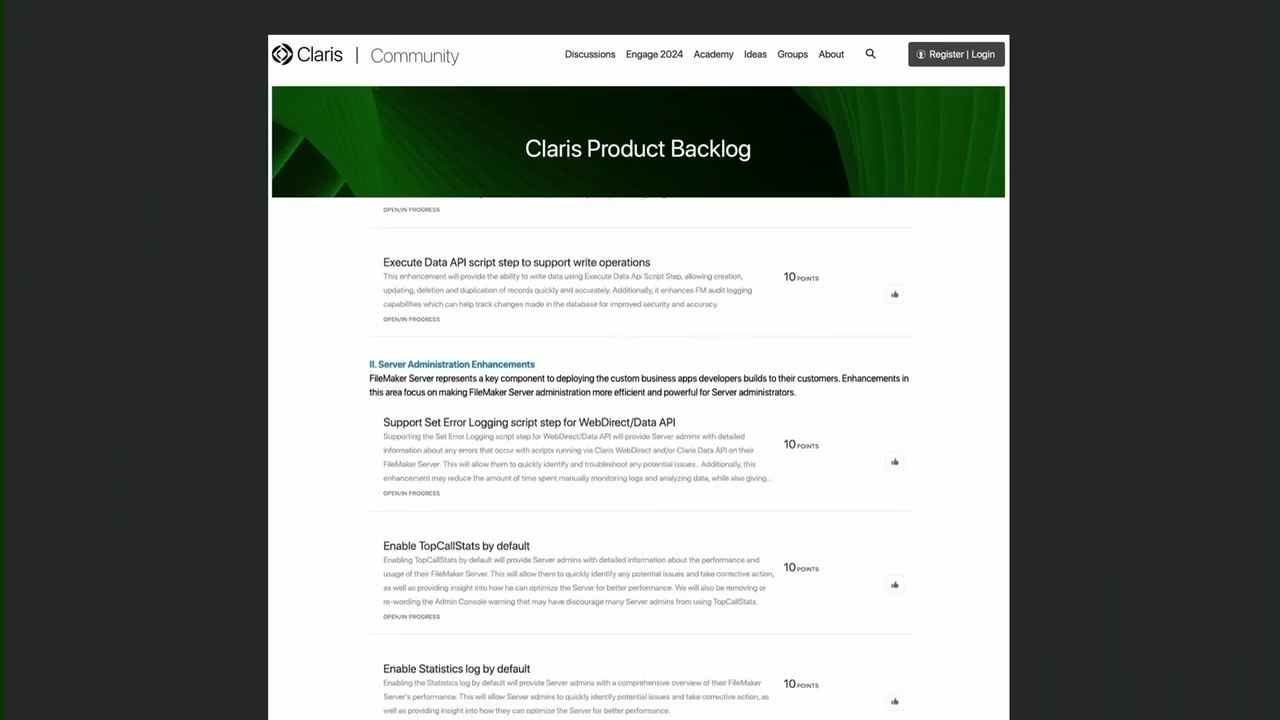 Claris | Community
Discussions Engage 2024 Academy Ideas Groups About
Register | Login
Claris Product Backlog
OPEN/IN PROGRESS
Execute Data API script step to support write operations
This enhancement will provide the ability to write data using Execute Data Api Script Step, allowing creation,
updating, deletion and duplication of records quickly and accurately. Additionally, it enhances FM audit logging
capabilities which can help track changes made in the database for improved security and accuracy.
10 POINTS
OPEN/IN PROGRESS
II. Server Administration Enhancements
FileMaker Server represents a key component to deploying the custom business apps developers builds to their customers. Enhancements in
this area focus on making FileMaker Server administration more efficient and powerful for Server administrators.
Support Set Error Logging script step for WebDirect/Data API
Supporting the Set Error Logging script step for WebDirect/Data API will provide Server admins with detailed
information about any errors that occur with scripts running via Claris WebDirect and/or Claris Data API on their
FileMaker Server. This will allow them to quickly identify and troubleshoot any potential issues.. Additionally, this
enhancement may reduce the amount of time spent manually monitoring logs and analyzing data, while also giving...
10 POINTS
OPEN/IN PROGRESS
Enable TopCallStats by default
Enabling TopCallStats by default will provide Server admins with detailed information about the performance and
usage of their FileMaker Server. This will allow them to quickly identify any potential issues and take corrective action,
as well as providing insight into how he can optimize the Server for better performance. We will also be removing or
re-wording the Admin Console warning that may have discourage many Server admins from using TopCallStats.
10 POINTS
OPEN/IN PROGRESS
Enable Statistics log by default
Enabling the Statistics log by default will provide Server admins with a comprehensive overview of their FileMaker
Server's performance. This will allow Server admins to quickly identify potential issues and take corrective action, as
well as providing insight into how they can optimize the Server for better performance.
10 POINTS